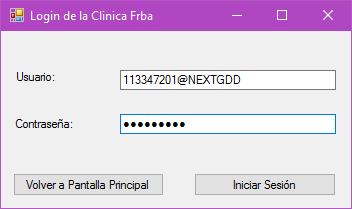 Login de la Clinica Frba
Usuario: 113347201@NEXTGDD
Contraseña: ●●●●●●●●●
Volver a Pantalla Principal Iniciar Sesión